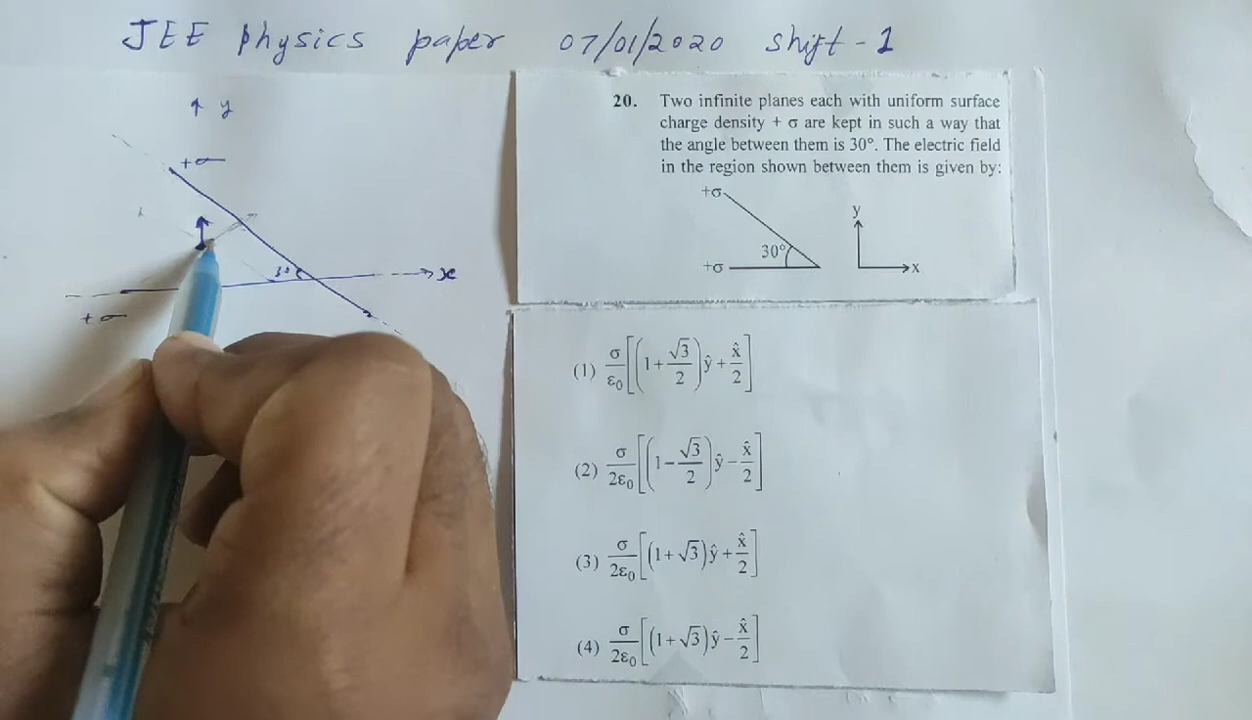 JEE physics paper 07/01/2020 shift-1
↑ y
+σ
30
x
+σ
20. Two infinite planes each with uniform surface
charge density + σ are kept in such a way that
the angle between them is 30°. The electric field
in the region shown between them is given by:
+σ
30°
+σ
y
x
(1) σ/ε₀[(1+√3/2)ŷ+x̂/2]
(2) σ/2ε₀[(1−√3/2)ŷ−x̂/2]
(3) σ/2ε₀[(1+√3)ŷ+x̂/2]
(4) σ/2ε₀[(1+√3)ŷ−x̂/2]